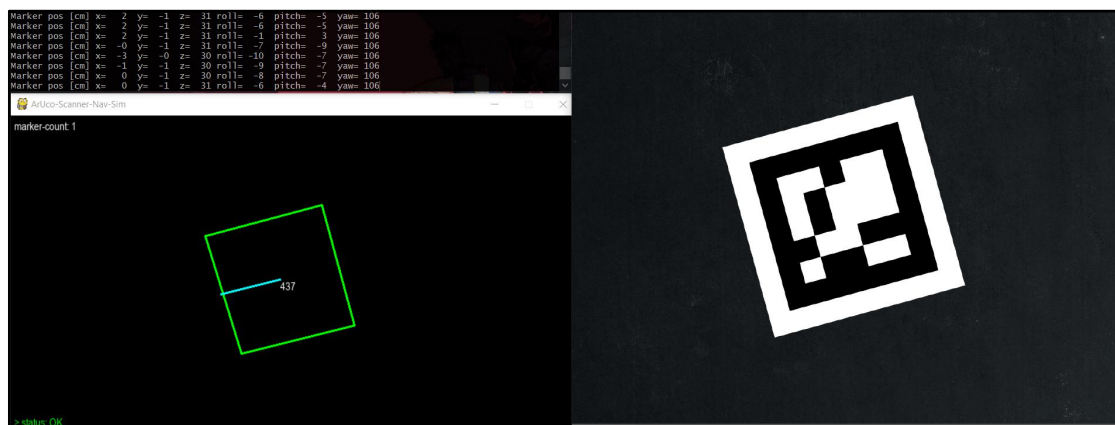 Marker pos [cm] x=   2  y=  -1  z=  31 roll=  -6  pitch=  -5  yaw= 106
Marker pos [cm] x=   2  y=  -1  z=  31 roll=  -6  pitch=  -5  yaw= 106
Marker pos [cm] x=   2  y=  -1  z=  31 roll=  -1  pitch=   3  yaw= 106
Marker pos [cm] x=  -0  y=  -1  z=  31 roll=  -7  pitch=  -9  yaw= 106
Marker pos [cm] x=  -3  y=  -0  z=  30 roll= -10  pitch=  -7  yaw= 106
Marker pos [cm] x=  -1  y=  -1  z=  30 roll=  -9  pitch=  -7  yaw= 106
Marker pos [cm] x=   0  y=  -1  z=  30 roll=  -8  pitch=  -7  yaw= 106
Marker pos [cm] x=   0  y=  -1  z=  31 roll=  -6  pitch=  -4  yaw= 106
ArUco-Scanner-Nav-Sim
marker-count: 1
437
> status: OK